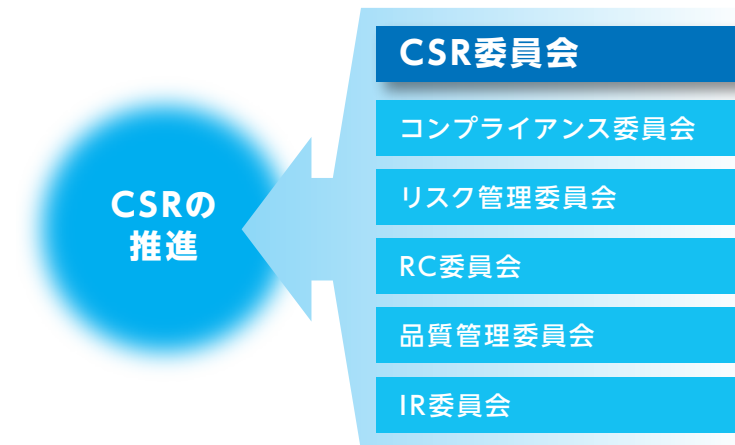 CSRの
推進
CSR委員会
コンプライアンス委員会
リスク管理委員会
RC委員会
品質管理委員会
IR委員会